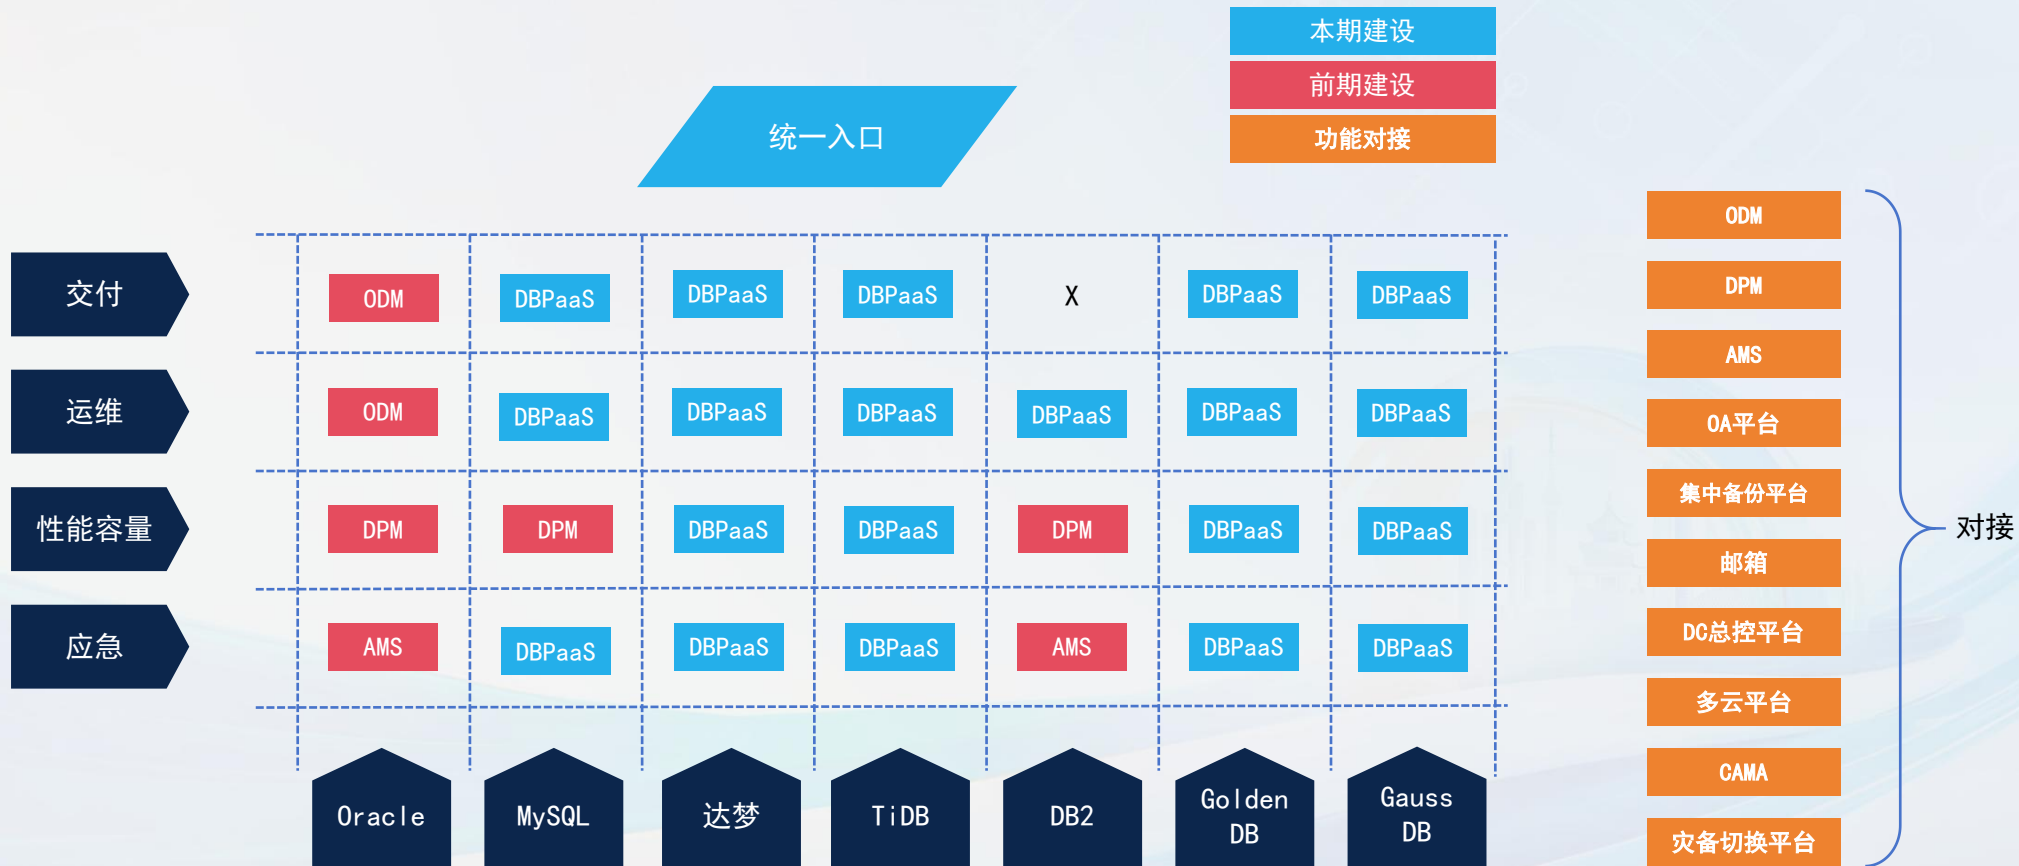 本期建设
前期建设
功能对接
统一入口
交付
ODM
DBPaaS
DBPaaS
DBPaaS
X
DBPaaS
DBPaaS
运维
ODM
DBPaaS
DBPaaS
DBPaaS
DBPaaS
DBPaaS
DBPaaS
性能容量
DPM
DPM
DBPaaS
DBPaaS
DPM
DBPaaS
DBPaaS
应急
AMS
DBPaaS
DBPaaS
DBPaaS
AMS
DBPaaS
DBPaaS
Oracle
MySQL
达梦
TiDB
DB2
Golden
DB
Gauss
DB
ODM
DPM
AMS
OA平台
集中备份平台
邮箱
DC总控平台
多云平台
CAMA
灾备切换平台
对接